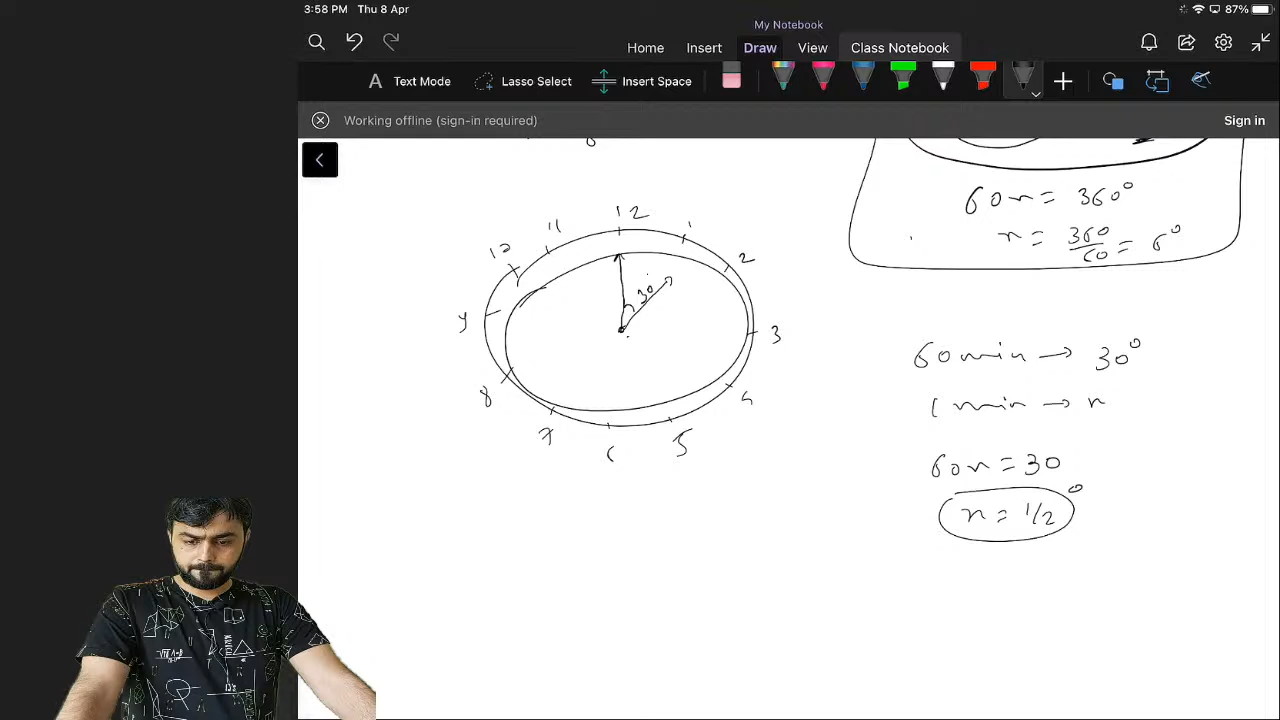 3:58 PM Thu 8 Apr
87%
My Notebook
Home Insert Draw View Class Notebook
Text Mode Lasso Select Insert Space
Working offline (sign-in required) Sign in
60x = 360°
x = 360/60 = 6°
12
11
1
2
3
4
5
7
8
30°
60 min → 30°
1 min → x
60x = 30
x = 1/2°